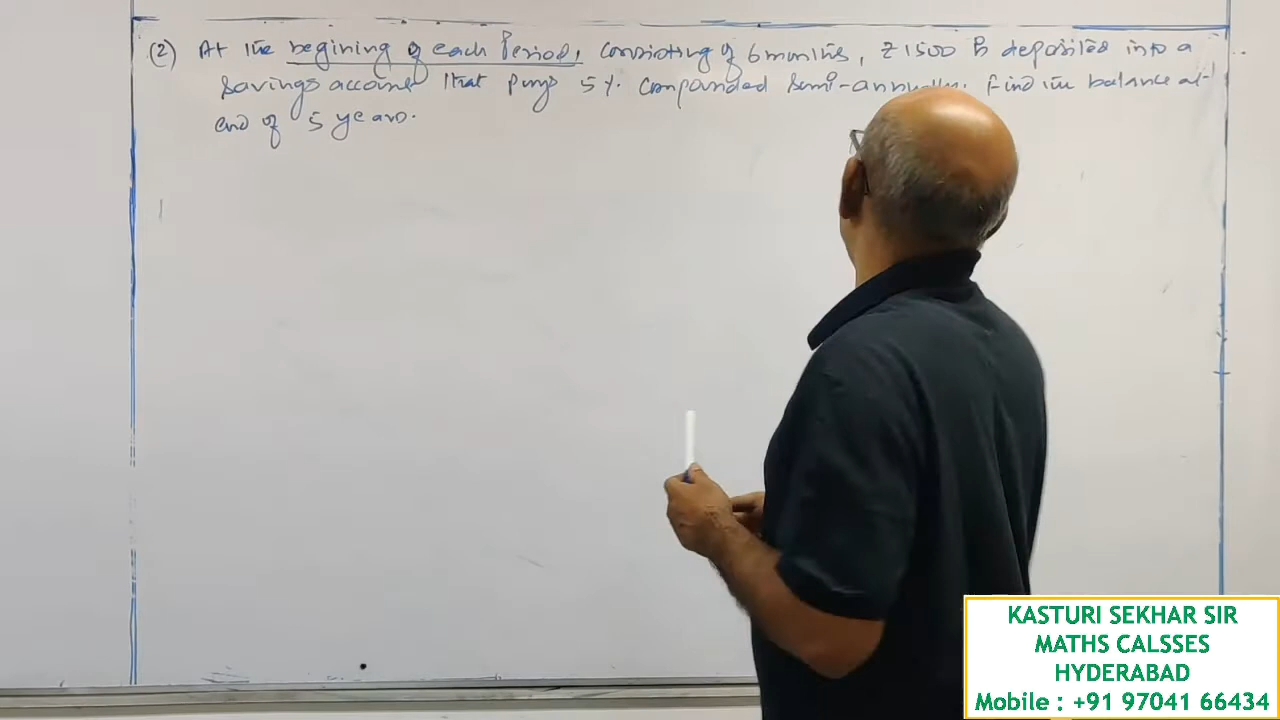 (2) At the begining of each Period, consisting of 6 months, ₹1500 is deposited into a
savings account that pays 5%. compounded semi-annually. Find the balance at
end of 5 years.
KASTURI SEKHAR SIR
MATHS CALSSES
HYDERABAD
Mobile : +91 97041 66434